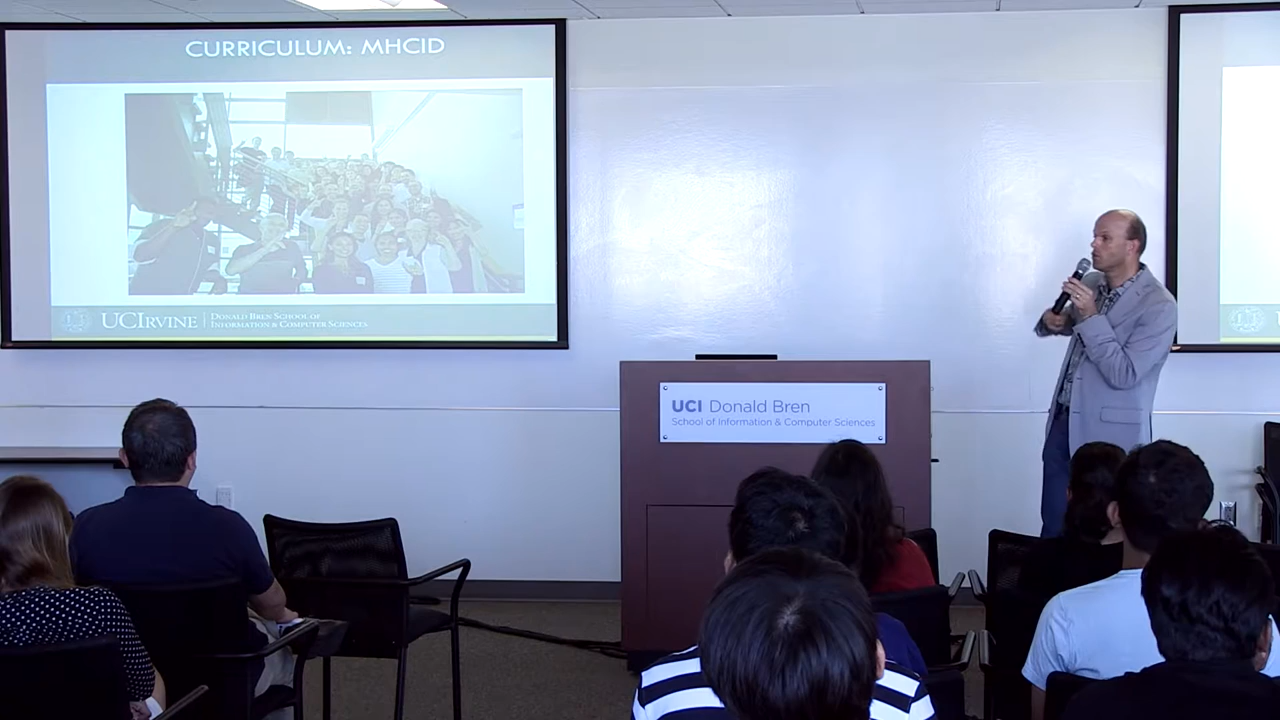 CURRICULUM: MHCID
UCIRVINE
DONALD BREN SCHOOL OF
INFORMATION & COMPUTER SCIENCES
UCI Donald Bren
School of Information & Computer Sciences